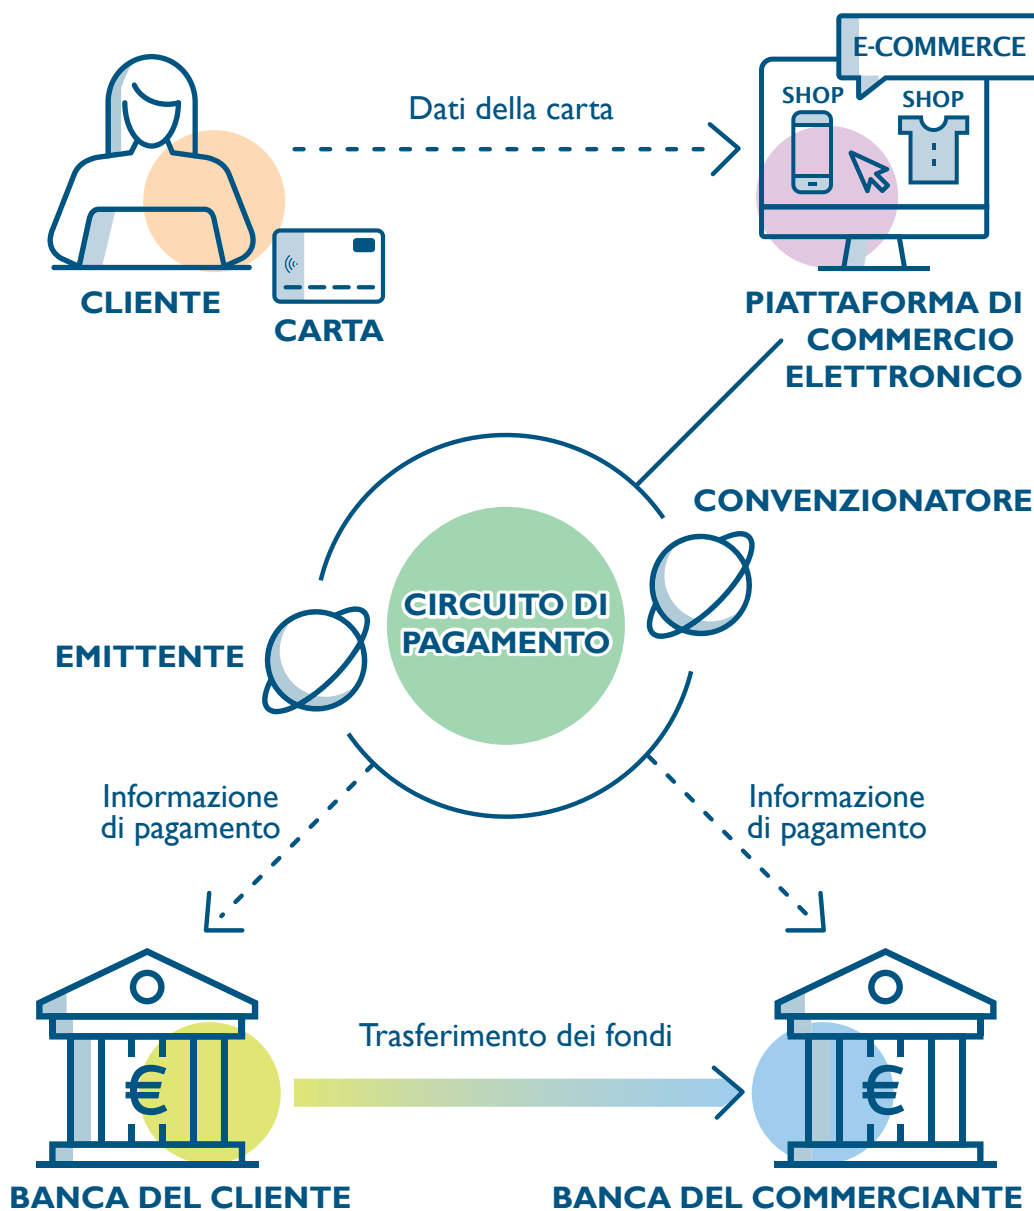 E-COMMERCE
SHOP
SHOP
Dati della carta
CLIENTE
CARTA
PIATTAFORMA DI
COMMERCIO
ELETTRONICO
CONVENZIONATORE
CIRCUITO DI
PAGAMENTO
EMITTENTE
Informazione
di pagamento
Informazione
di pagamento
Trasferimento dei fondi
€
€
BANCA DEL CLIENTE
BANCA DEL COMMERCIANTE